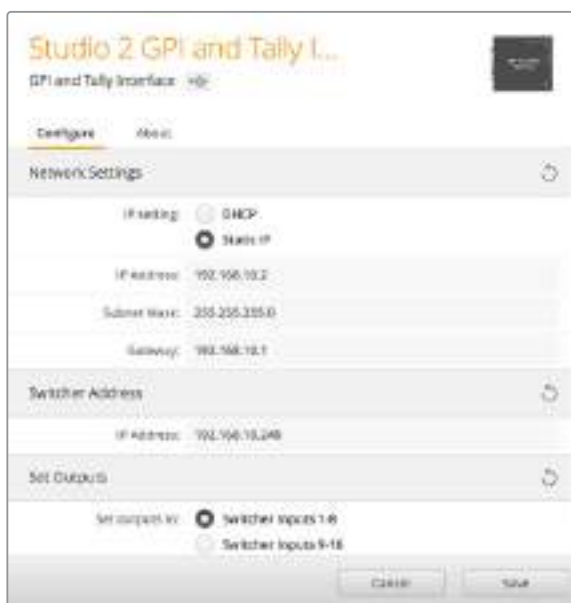 Studio 2 GPI and Tally I...
GPI and Tally Interface
Configure About
Network Settings
IP setting: DHCP
Static IP
IP Address: 192.168.10.2
Subnet Mask: 255.255.255.0
Gateway: 192.168.10.1
Switcher Address
IP Address: 192.168.10.240
Set Outputs
Set outputs to: Switcher Inputs 1-8
Switcher Inputs 9-16
Cancel Save